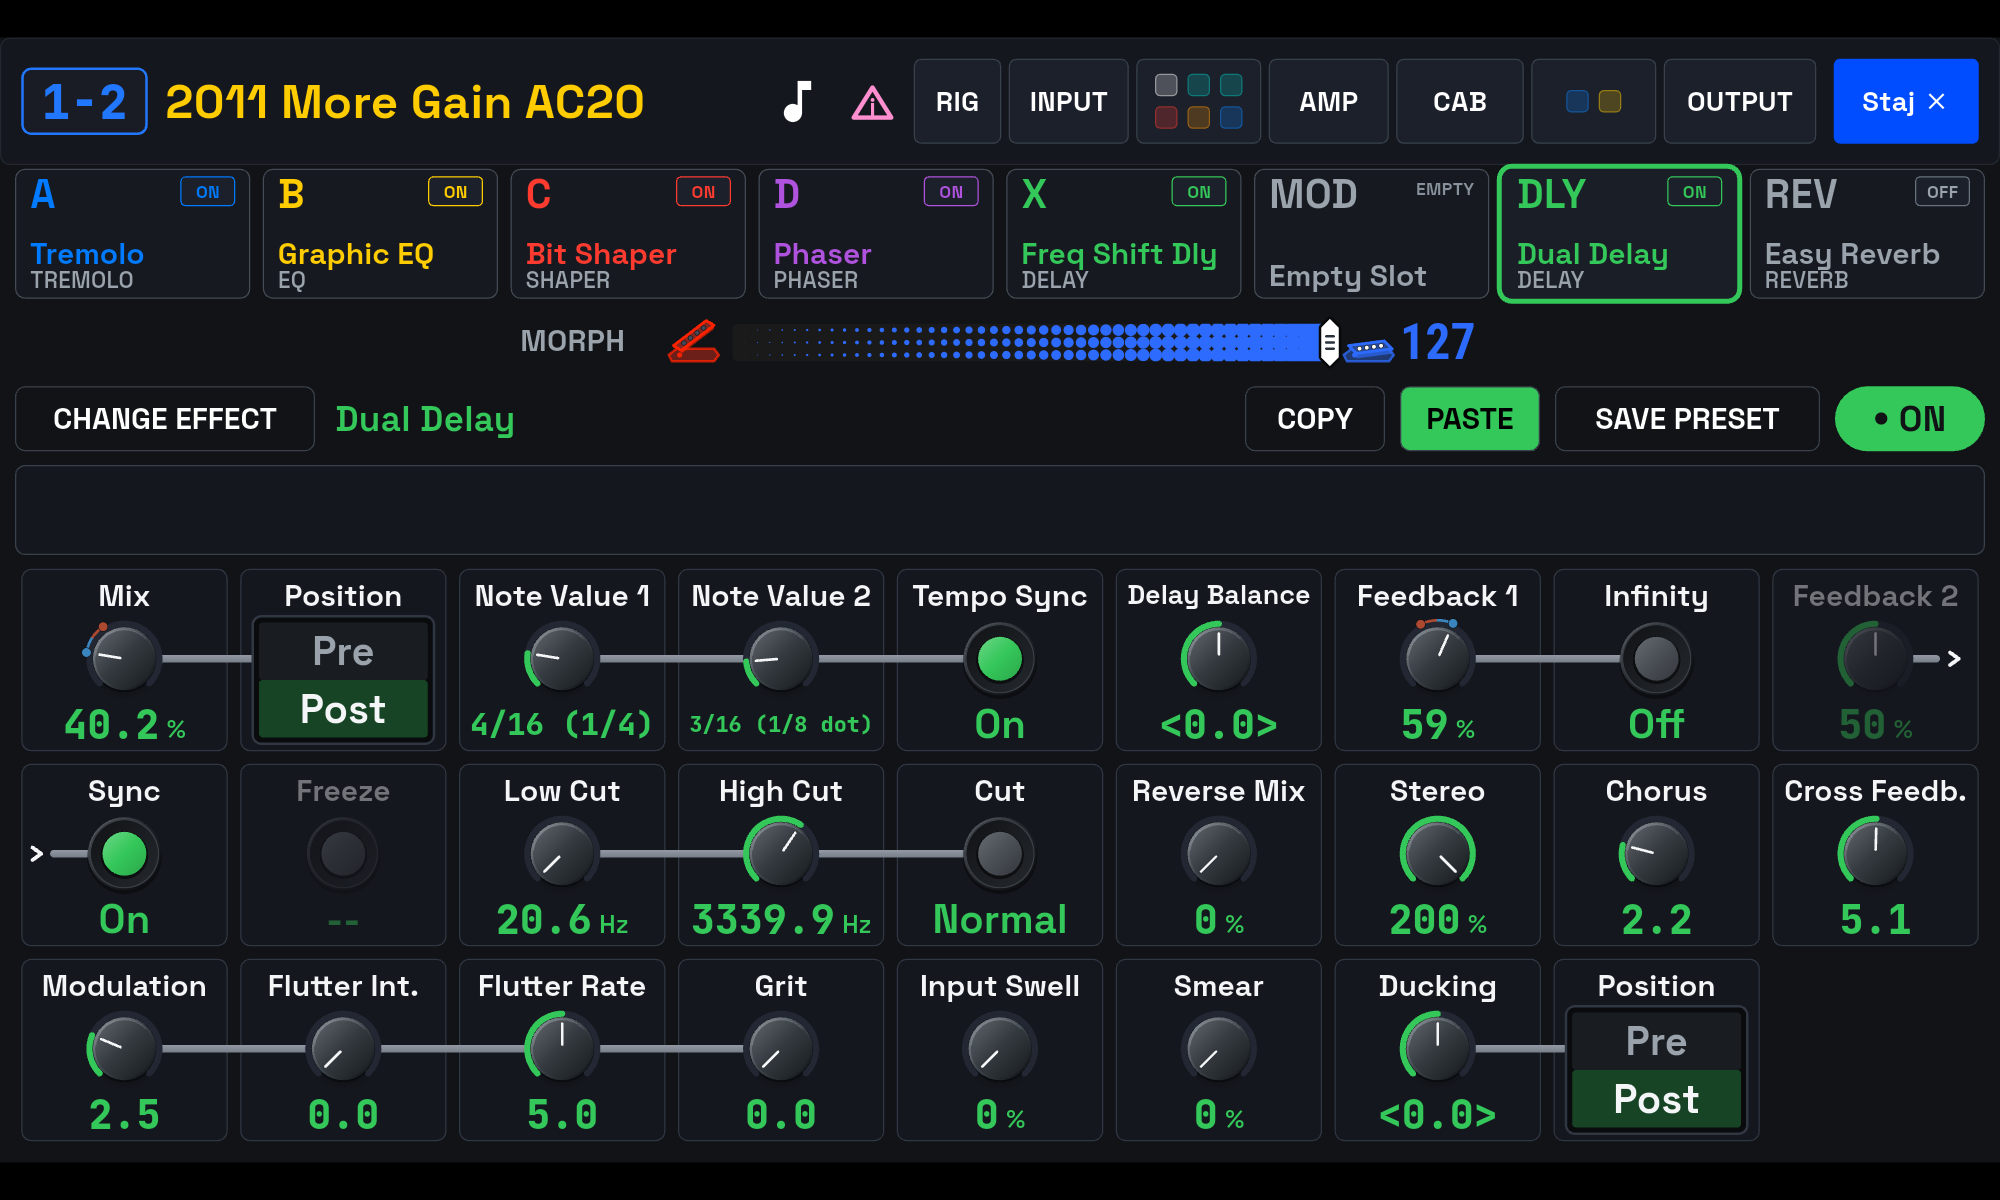 1-2 2011 More Gain AC20 RIG INPUT AMP CAB OUTPUT Staj ×
A ON B ON C ON D ON X ON MOD EMPTY DLY ON REV OFF
Tremolo Graphic EQ Bit Shaper Phaser Freq Shift Dly Empty Slot Dual Delay Easy Reverb
TREMOLO EQ SHAPER PHASER DELAY DELAY REVERB
MORPH 127
CHANGE EFFECT Dual Delay COPY PASTE SAVE PRESET • ON
Mix Position Note Value 1 Note Value 2 Tempo Sync Delay Balance Feedback 1 Infinity Feedback 2
Pre
Post
40.2 % 4/16 (1/4) 3/16 (1/8 dot) On <0.0> 59 % Off 50 %
>
Sync Freeze Low Cut High Cut Cut Reverse Mix Stereo Chorus Cross Feedb.
>
On -- 20.6 Hz 3339.9 Hz Normal 0 % 200 % 2.2 5.1
Modulation Flutter Int. Flutter Rate Grit Input Swell Smear Ducking Position
Pre
Post
2.5 0.0 5.0 0.0 0 % 0 % <0.0>